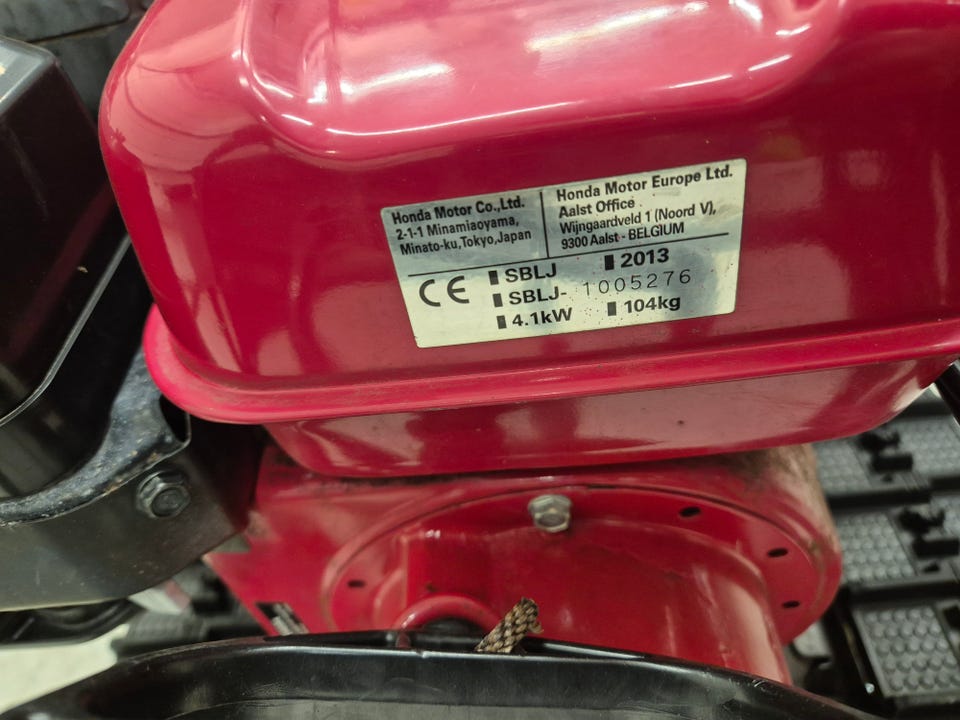 Honda Motor Co.,Ltd.
2-1-1 Minamiaoyama,
Minato-ku,Tokyo,Japan
Honda Motor Europe Ltd.
Aalst Office
Wijngaardveld 1 (Noord V),
9300 Aalst - BELGIUM
CE
SBLJ
2013
SBLJ- 1005276
4.1kW
104kg